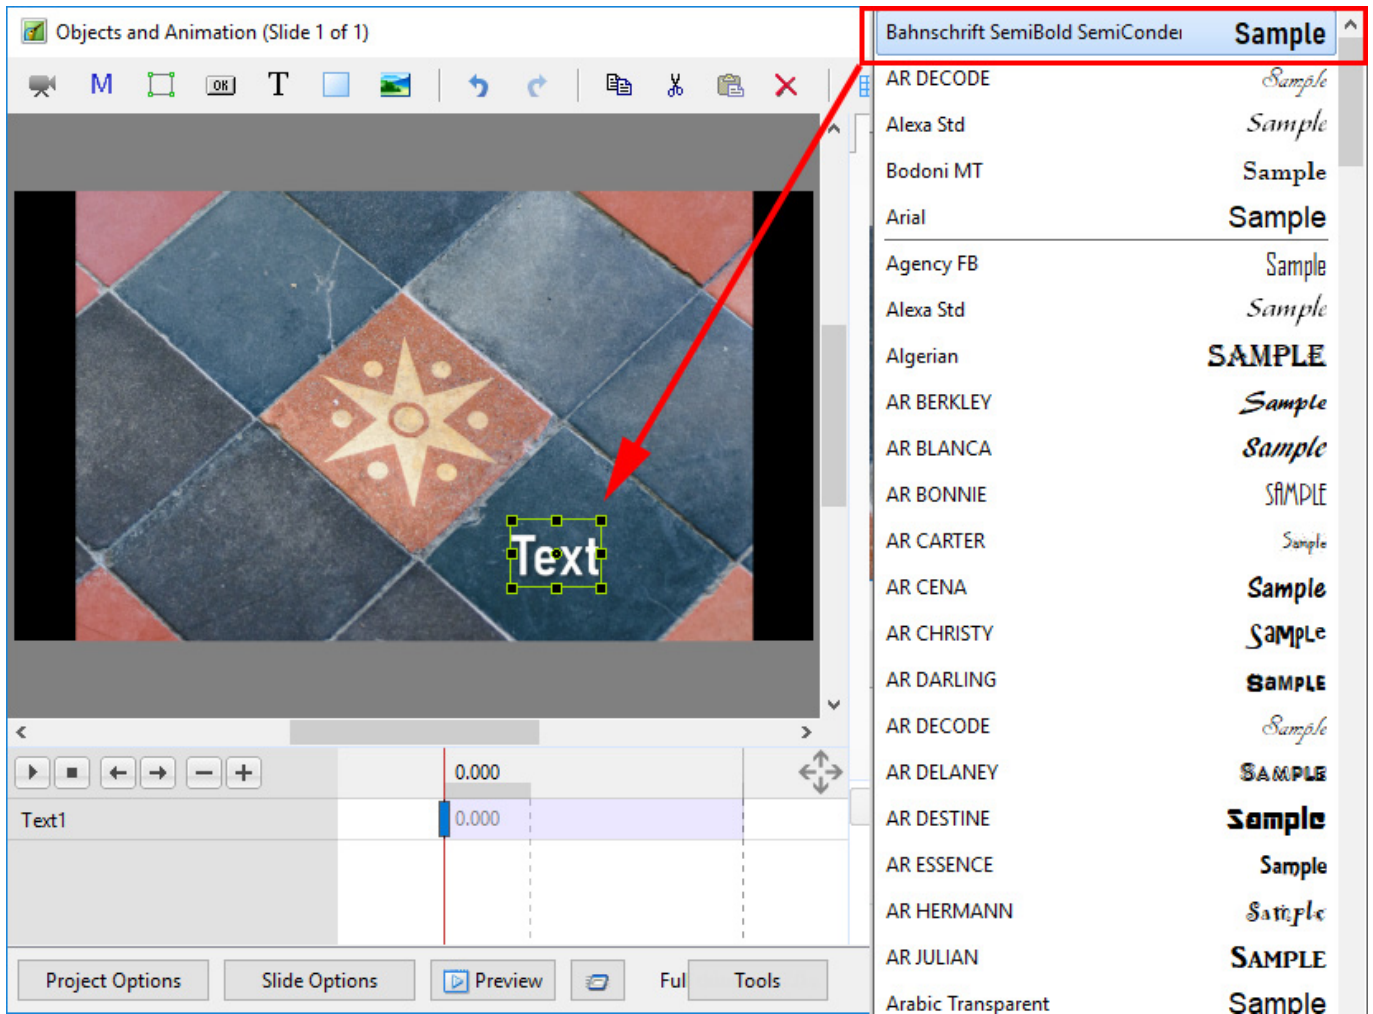 Objects and Animation (Slide 1 of 1)
M
OK
T
Text
0.000
Text1
0.000
Project Options
Slide Options
Preview
Ful
Tools
Bahnschrift SemiBold SemiConder Sample
AR DECODE Sample
Alexa Std Sample
Bodoni MT Sample
Arial Sample
Agency FB Sample
Alexa Std Sample
Algerian SAMPLE
AR BERKLEY Sample
AR BLANCA Sample
AR BONNIE SAMPLE
AR CARTER Sample
AR CENA Sample
AR CHRISTY SaMpLe
AR DARLING SaMPLE
AR DECODE Sample
AR DELANEY SAMPLE
AR DESTINE Sample
AR ESSENCE Sample
AR HERMANN Sample
AR JULIAN SAMPLE
Arabic Transparent Sample